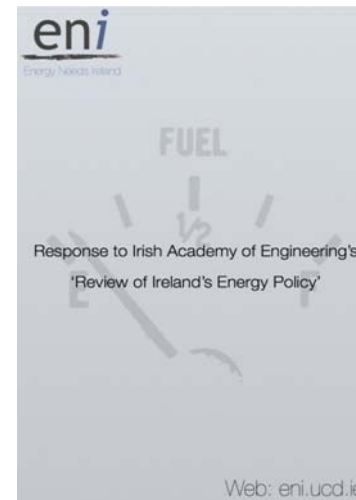 eni
Energy Needs Ireland
FUEL
1/2
Response to Irish Academy of Engineering's
'Review of Ireland's Energy Policy'
E
F
Web: eni.ucd.ie